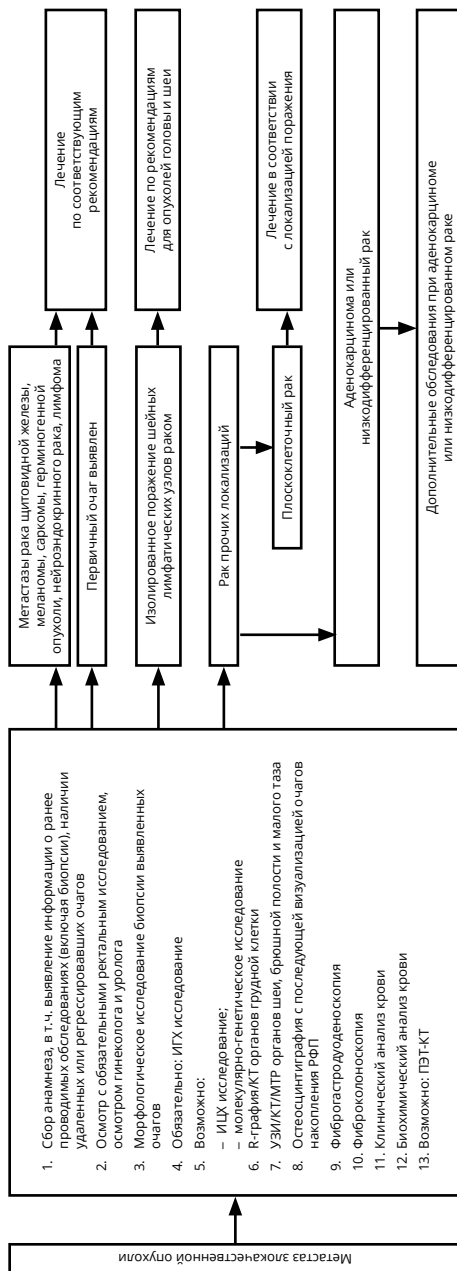 Метастаз злокачественной опухоли
1. Сбор анамнеза, в т.ч. выявление информации о ранее
проводимых обследованиях (включая биопсии), наличии
удаленных или регрессировавших очагов
2. Осмотр с обязательными ректальным исследованием,
осмотром гинеколога и уролога
3. Морфологическое исследование биопсии выявленных
очагов
4. Обязательно: ИГХ исследование
5. Возможно:
– ИЦХ исследование;
– молекулярно-генетическое исследование
6. R-графия/КТ органов грудной клетки
7. УЗИ/КТ/МТР органов шеи, брюшной полости и малого таза
8. Остеосцинтиграфия с последующей визуализацией очагов
накопления РФП
9. Фиброгастродуоденоскопия
10. Фиброколоноскопия
11. Клинический анализ крови
12. Биохимический анализ крови
13. Возможно: ПЭТ-КТ
Метастазы рака щитовидной железы,
меланомы, саркомы, герминогенной
опухоли, нейроэндокринного рака, лимфома
Первичный очаг выявлен
Лечение
по соответствующим
рекомендациям
Изолированное поражение шейных
лимфатических узлов раком
Лечение по рекомендациям
для опухолей головы и шеи
Рак прочих локализаций
Плоскоклеточный рак
Лечение в соответствии
с локализацией поражения
Аденокарцинома или
низкодифференцированный рак
Дополнительные обследования при аденокарциноме
или низкодифференцированном раке